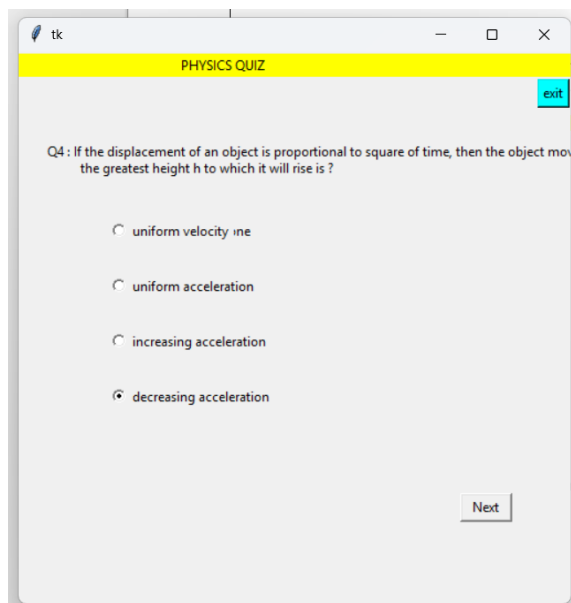 tk
PHYSICS QUIZ
exit
Q4 : If the displacement of an object is proportional to square of time, then the object
the greatest height h to which it will rise is ?
uniform velocity
uniform acceleration
increasing acceleration
decreasing acceleration
Next